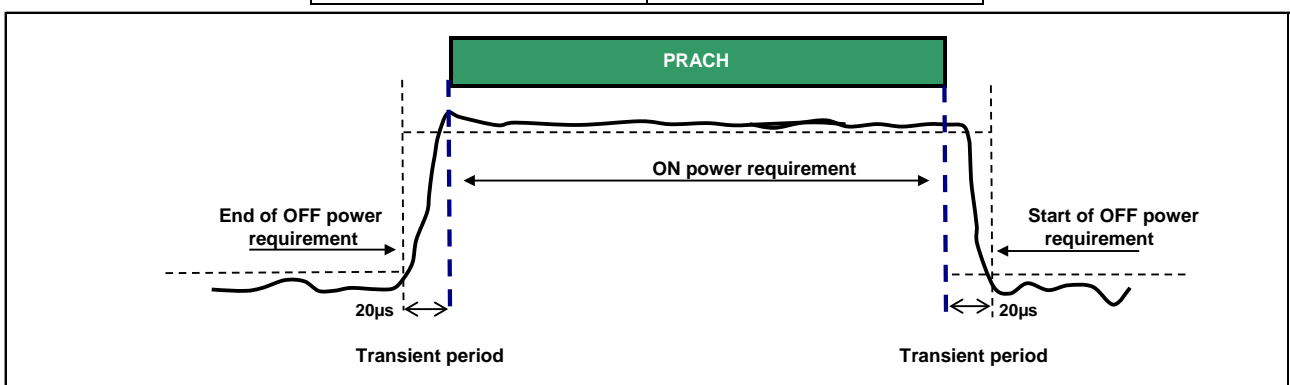 PRACH
ON power requirement
End of OFF power
requirement
Start of OFF power
requirement
20µs
20µs
Transient period
Transient period